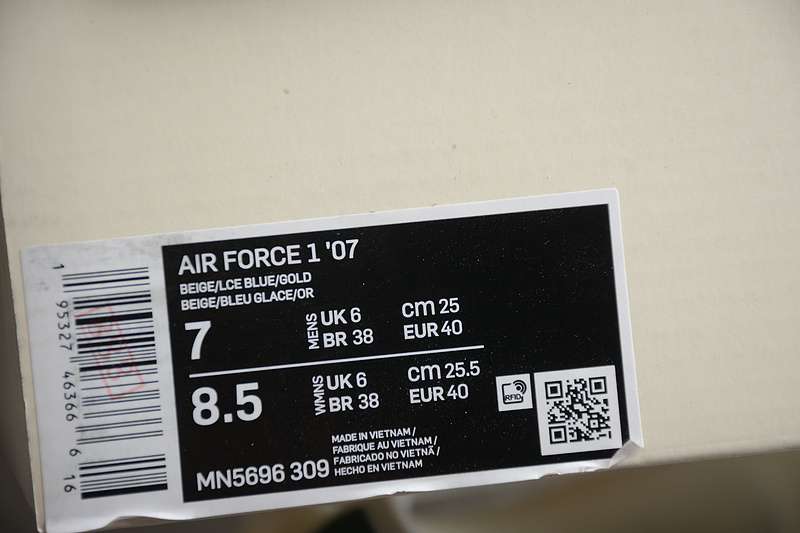 AIR FORCE 1 '07
BEIGE/LCE BLUE/GOLD
BEIGE/BLEU GLACE/OR
7 MENS UK 6 CM 25
BR 38 EUR 40
8.5 WMNS UK 6 CM 25.5
BR 38 EUR 40
RFID
MADE IN VIETNAM /
FABRIQUE AU VIETNAM /
FABRICADO NO VIETNÃ /
HECHO EN VIETNAM
MN5696 309
1 95327 46366 6 16